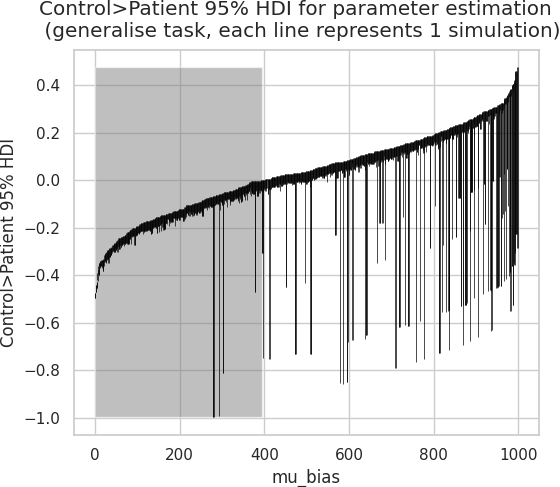 Control>Patient 95% HDI for parameter estimation
(generalise task, each line represents 1 simulation)
Control>Patient 95% HDI
0.4
0.2
0.0
−0.2
−0.4
−0.6
−0.8
−1.0
0 200 400 600 800 1000
mu_bias